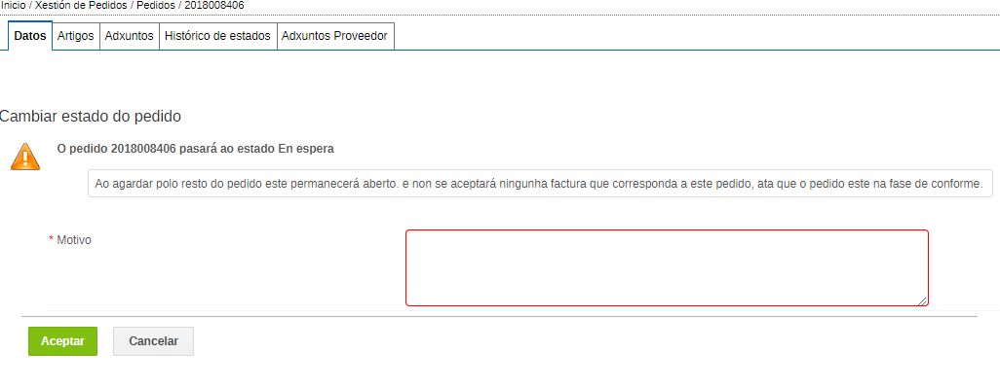 Inicio / Xestión de Pedidos / Pedidos / 2018008406
Datos Artigos Adxuntos Histórico de estados Adxuntos Proveedor
Cambiar estado do pedido
O pedido 2018008406 pasará ao estado En espera
Ao agardar polo resto do pedido este permanecerá aberto. e non se aceptará ningunha factura que corresponda a este pedido, ata que o pedido este na fase de conforme.
* Motivo
Aceptar Cancelar